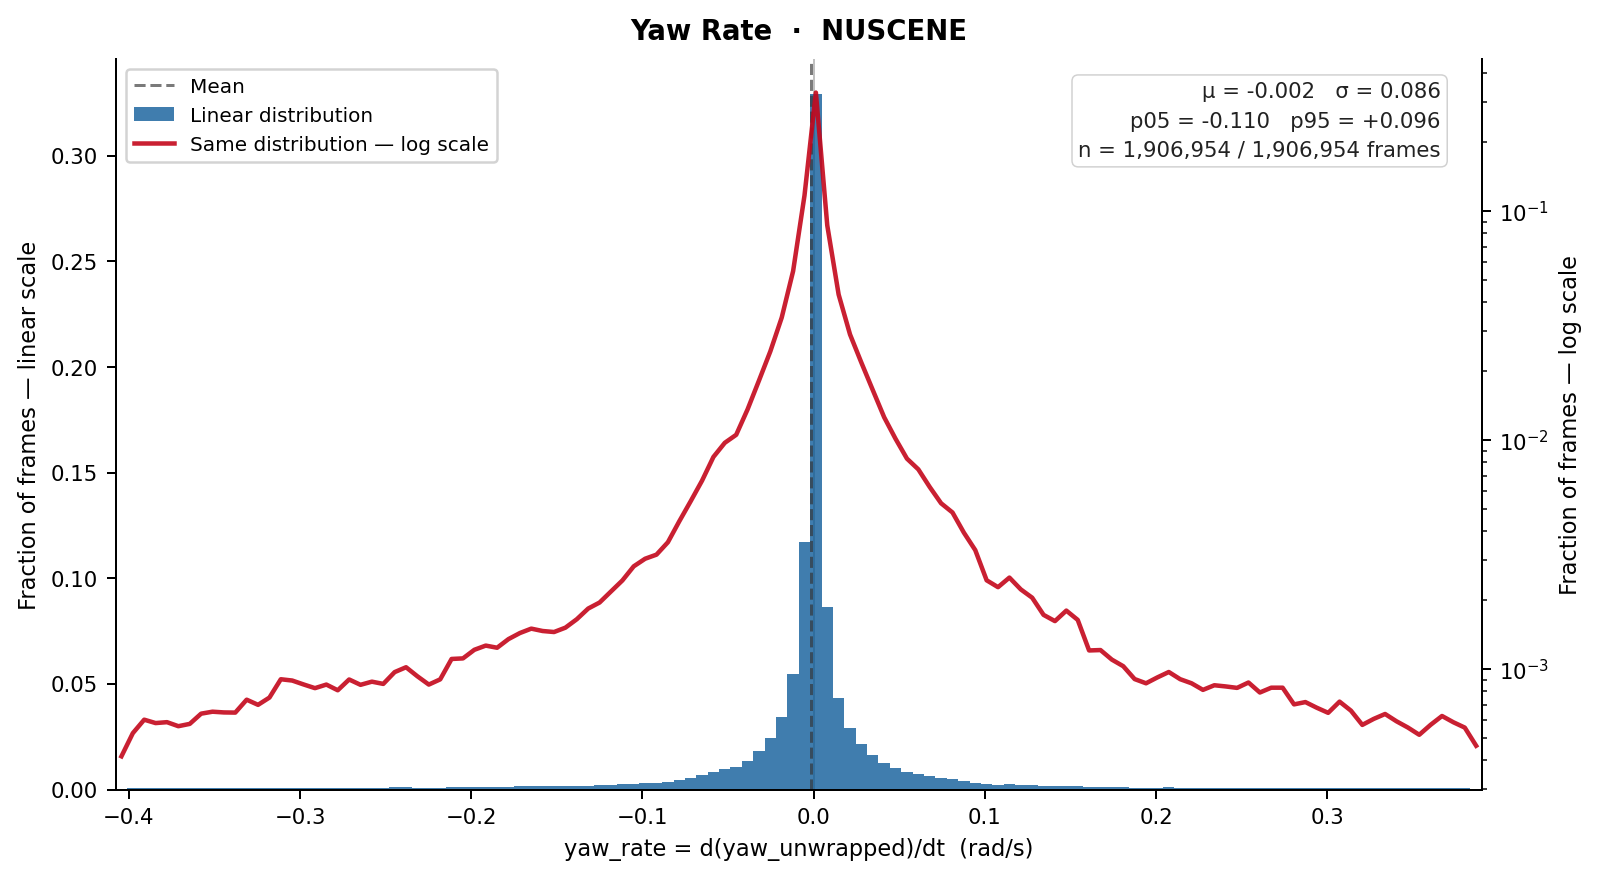 Yaw Rate · NUSCENE
Mean
Linear distribution
Same distribution — log scale
μ = -0.002 σ = 0.086
p05 = -0.110 p95 = +0.096
n = 1,906,954 / 1,906,954 frames
Fraction of frames — linear scale
0.30
0.25
0.20
0.15
0.10
0.05
0.00
10⁻¹
10⁻²
10⁻³
Fraction of frames — log scale
−0.4 −0.3 −0.2 −0.1 0.0 0.1 0.2 0.3
yaw_rate = d(yaw_unwrapped)/dt (rad/s)